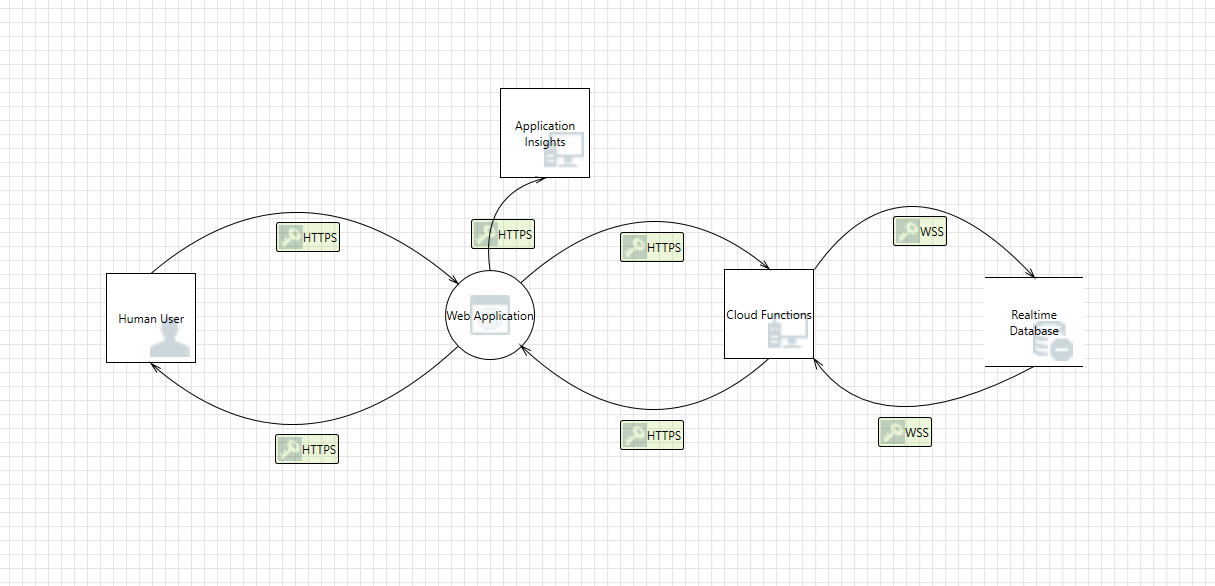 Application
Insights
HTTPS
HTTPS
HTTPS
WSS
Human User
Web Application
Cloud Functions
Realtime
Database
HTTPS
HTTPS
WSS